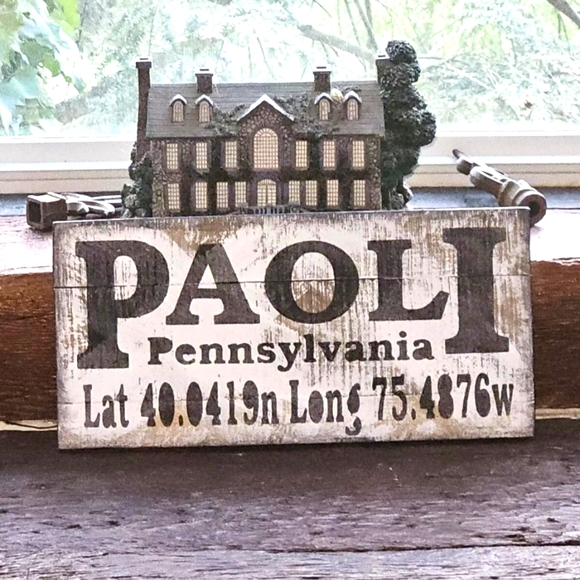 PAOLI
Pennsylvania
Lat 40.0419n Long 75.4876w